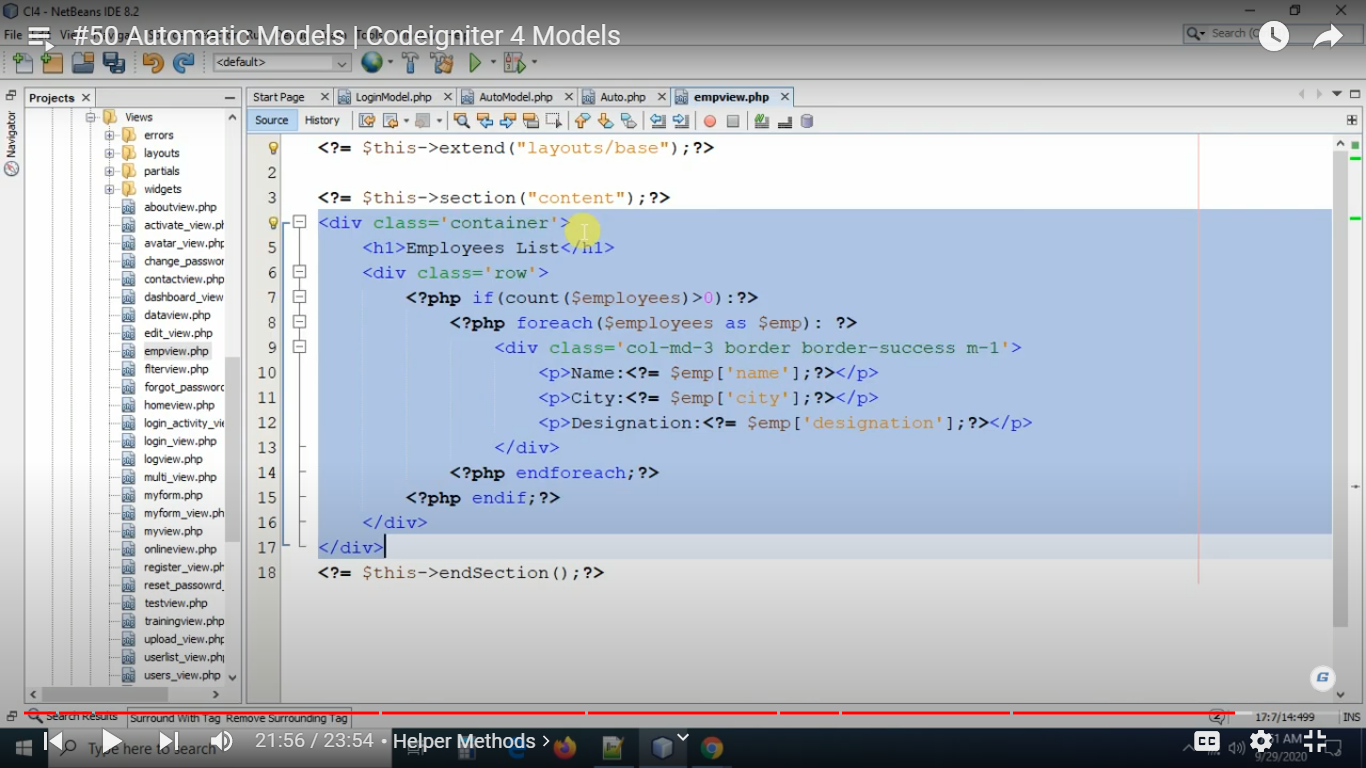 CI4 - NetBeans IDE 8.2
#50 Automatic Models | Codeigniter 4 Models
File
Search (C
<default>
Projects
Start Page
LoginModel.php
AutoModel.php
Auto.php
empview.php
Source
History
Navigator
Views
errors
layouts
partials
widgets
aboutview.php
activate_view.pl
avatar_view.php
change_passwor
contactview.php
dashboard_view
dataview.php
edit_view.php
empview.php
flterview.php
forgot_password
homeview.php
login_activity_vie
login_view.php
logview.php
multi_view.php
myform.php
myform_view.ph
myview.php
onlineview.php
register_view.ph
reset_passowrd_
testview.php
trainingview.php
upload_view.php
userlist_view.ph
users_view.php
<?= $this->extend("layouts/base");?>
2
3 <?= $this->section("content");?>
<div class='container'>
5 <h1>Employees List</h1>
6 <div class='row'>
7 <?php if(count($employees)>0):?>
8 <?php foreach($employees as $emp): ?>
9 <div class='col-md-3 border border-success m-1'>
10 <p>Name:<?= $emp['name'];?></p>
11 <p>City:<?= $emp['city'];?></p>
12 <p>Designation:<?= $emp['designation'];?></p>
13 </div>
14 <?php endforeach;?>
15 <?php endif;?>
16 </div>
17 </div>
18 <?= $this->endSection();?>
G
Search Results
Surround With Tag Remove Surrounding Tag
2
17:7/14:499
INS
Type here to search
21:56 / 23:54 • Helper Methods >
CC
51 AM
9/29/2020